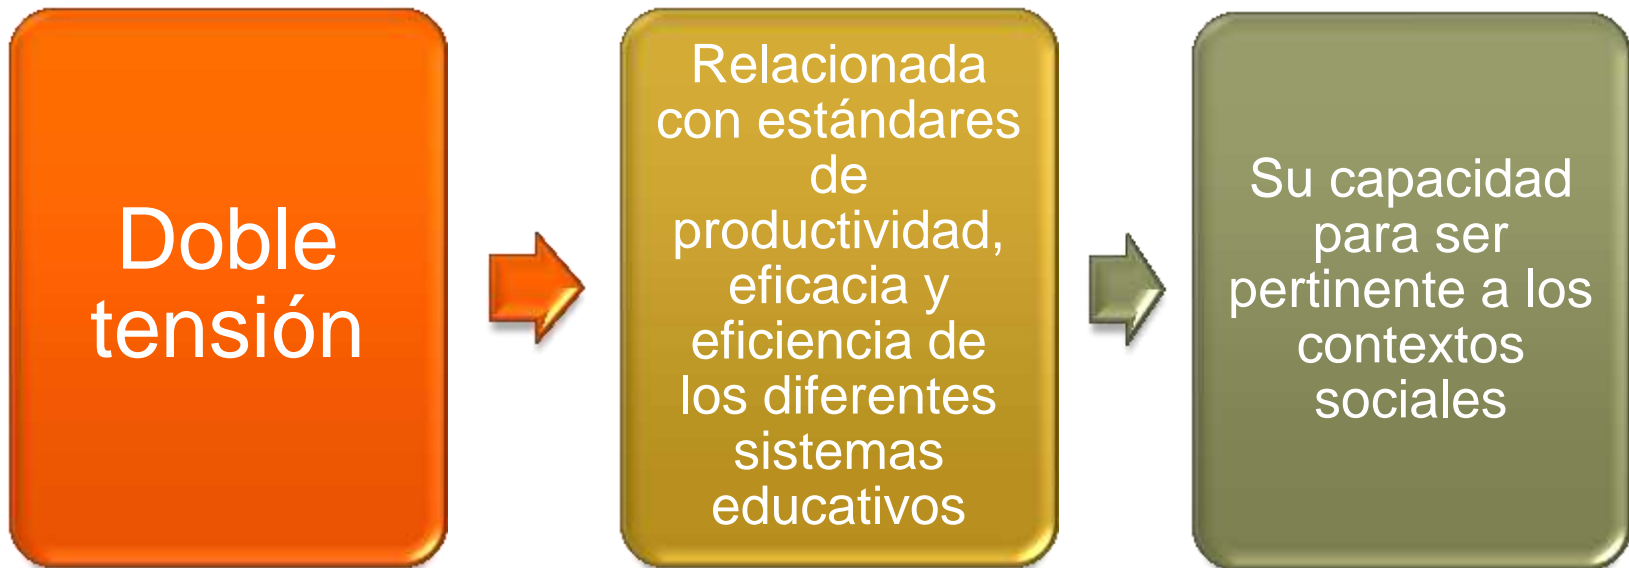 Doble
tensión
Relacionada
con estándares
de
productividad,
eficacia y
eficiencia de
los diferentes
sistemas
educativos
Su capacidad
para ser
pertinente a los
contextos
sociales